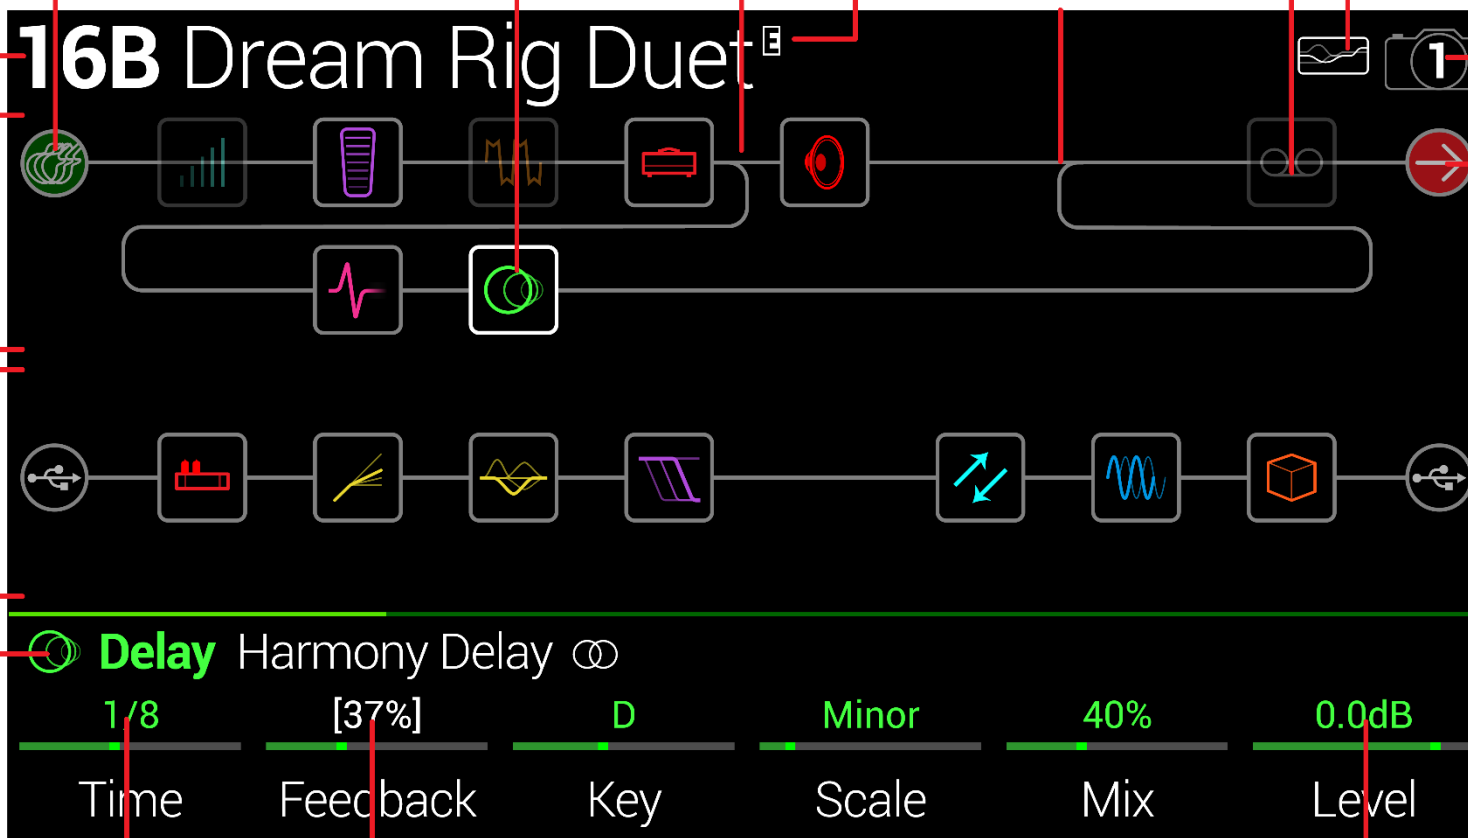 16B Dream Rig Duet E
1
Delay Harmony Delay
1/8 [37%] D Minor 40% 0.0dB
Time Feedback Key Scale Mix Level